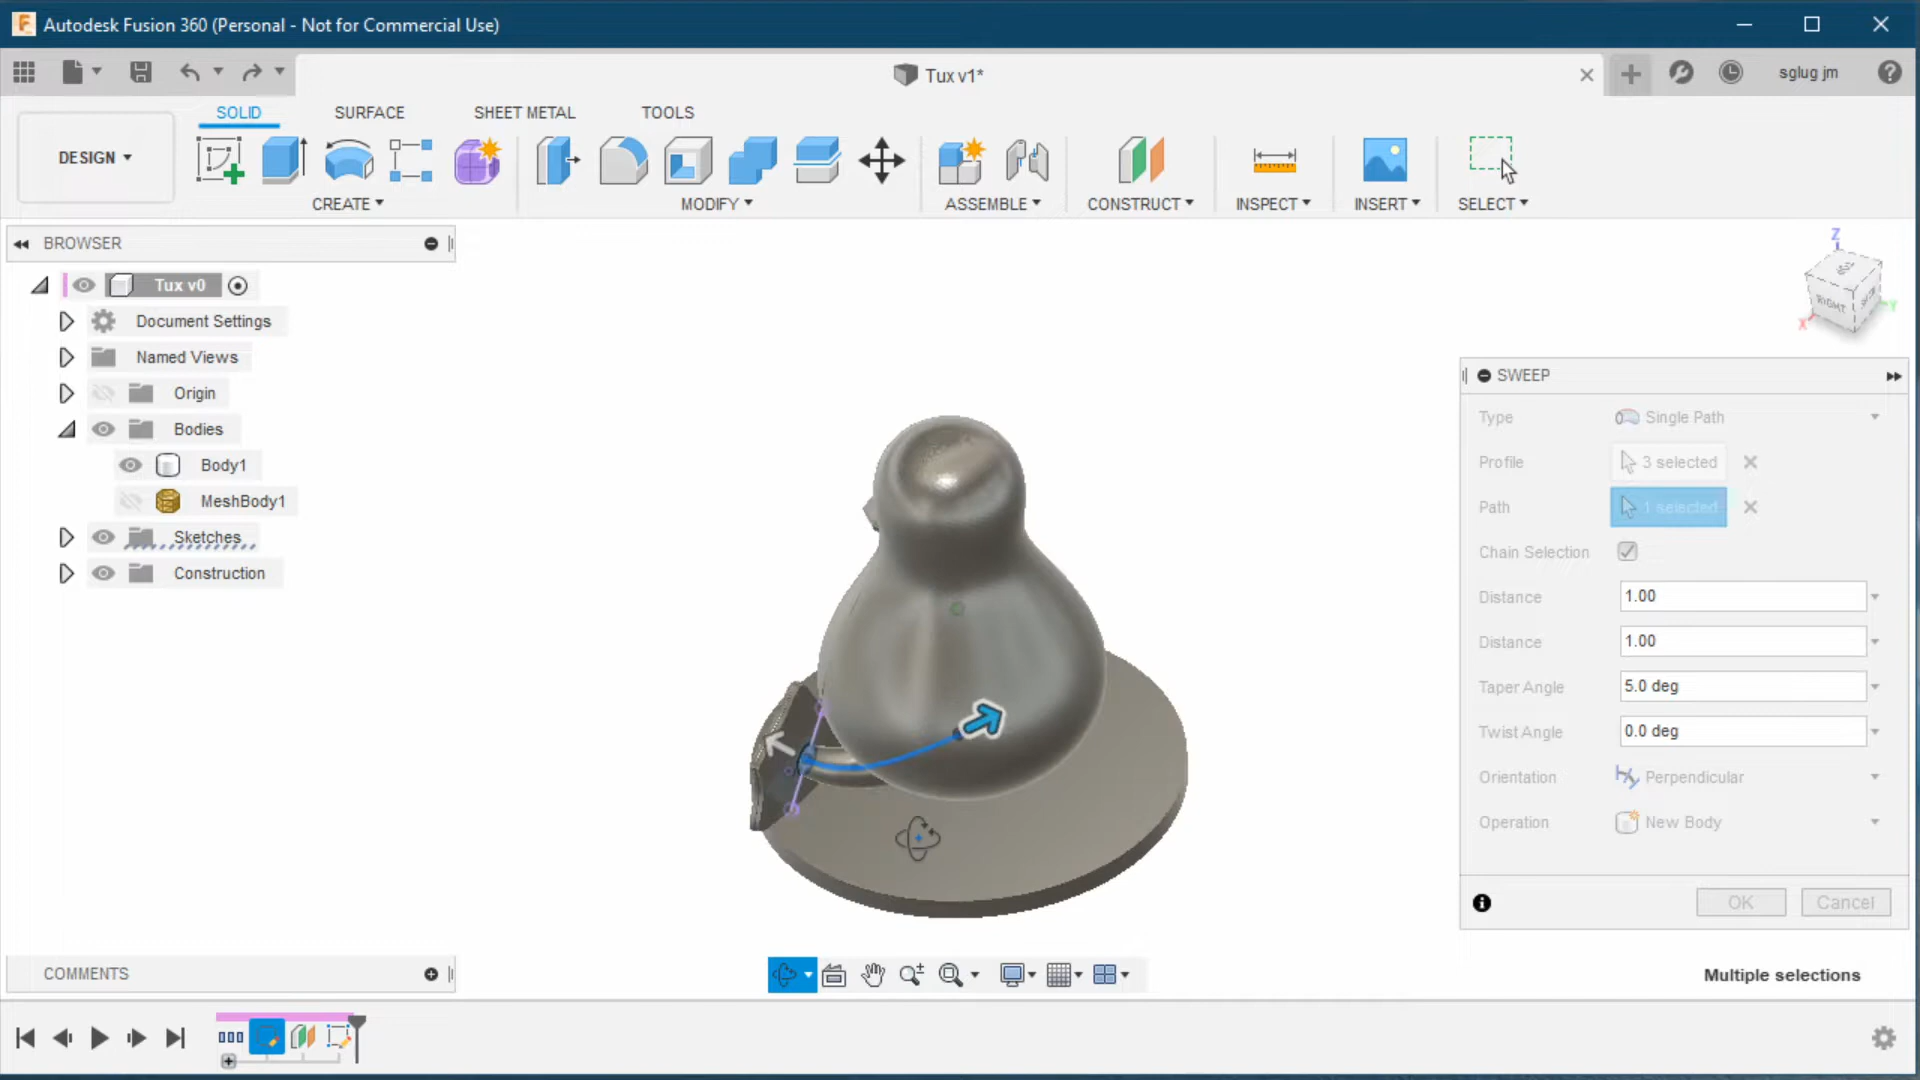 Autodesk Fusion 360 (Personal - Not for Commercial Use)
Tux v1*
sglug jm
SOLID SURFACE SHEET METAL TOOLS
DESIGN
CREATE MODIFY ASSEMBLE CONSTRUCT INSPECT INSERT SELECT
BROWSER
Tux v0
Document Settings
Named Views
Origin
Bodies
Body1
MeshBody1
Sketches
Construction
Z
RIGHT
X
Y
SWEEP
Type Single Path
Profile 3 selected
Path 1 selected
Chain Selection
Distance 1.00
Distance 1.00
Taper Angle 5.0 deg
Twist Angle 0.0 deg
Orientation Perpendicular
Operation New Body
OK Cancel
COMMENTS
Multiple selections